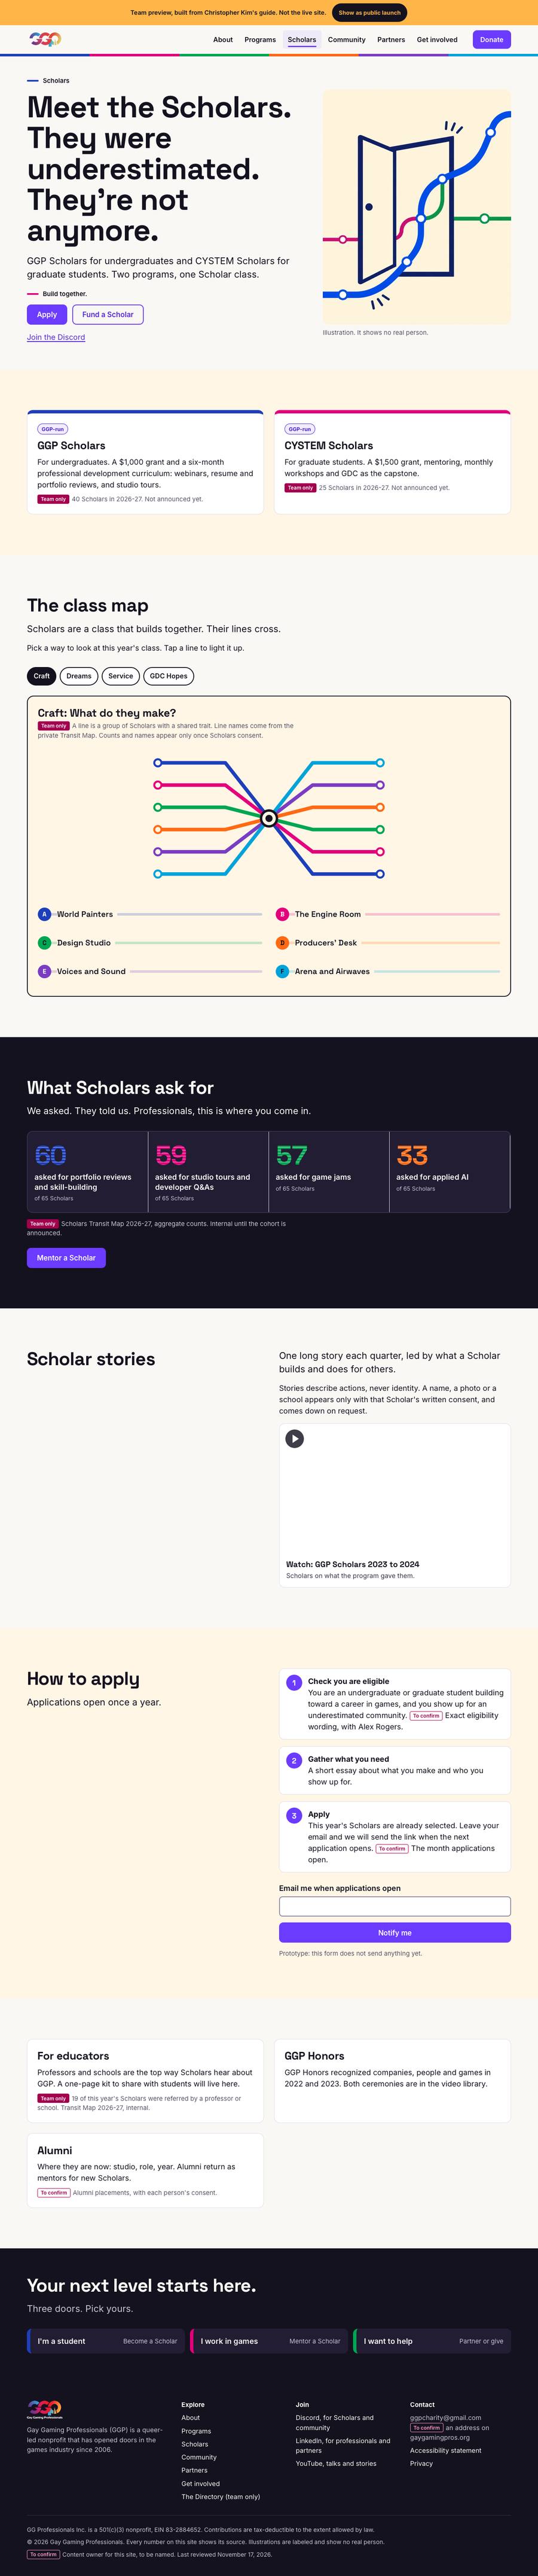 Team preview, built from Christopher Kim's guide. Not the live site.
Show as public launch
GGP
About
Programs
Scholars
Community
Partners
Get involved
Donate
Scholars
Meet the Scholars.
They were
underestimated.
They're not
anymore.
GGP Scholars for undergraduates and CYSTEM Scholars for
graduate students. Two programs, one Scholar class.
Build together.
Apply
Fund a Scholar
Join the Discord
Illustration. It shows no real person.
GGP-run
GGP Scholars
For undergraduates. A $1,000 grant and a six-month
professional development curriculum: webinars, resume and
portfolio reviews, and studio tours.
Team only 40 Scholars in 2026-27. Not announced yet.
GGP-run
CYSTEM Scholars
For graduate students. A $1,500 grant, mentoring, monthly
workshops and GDC as the capstone.
Team only 25 Scholars in 2026-27. Not announced yet.
The class map
Scholars are a class that builds together. Their lines cross.
Pick a way to look at this year's class. Tap a line to light it up.
Craft
Dreams
Service
GDC Hopes
Craft: What do they make?
Team only A line is a group of Scholars with a shared trait. Line names come from the
private Transit Map. Counts and names appear only once Scholars consent.
A World Painters
B The Engine Room
C Design Studio
D Producers' Desk
E Voices and Sound
F Arena and Airwaves
What Scholars ask for
We asked. They told us. Professionals, this is where you come in.
60
asked for portfolio reviews
and skill-building
of 65 Scholars
59
asked for studio tours and
developer Q&As
of 65 Scholars
57
asked for game jams
of 65 Scholars
33
asked for applied AI
of 65 Scholars
Team only Scholars Transit Map 2026-27, aggregate counts. Internal until the cohort is
announced.
Mentor a Scholar
Scholar stories
One long story each quarter, led by what a Scholar
builds and does for others.
Stories describe actions, never identity. A name, a photo or a
school appears only with that Scholar's written consent, and
comes down on request.
Watch: GGP Scholars 2023 to 2024
Scholars on what the program gave them.
How to apply
Applications open once a year.
1 Check you are eligible
You are an undergraduate or graduate student building
toward a career in games, and you show up for an
underestimated community. To confirm Exact eligibility
wording, with Alex Rogers.
2 Gather what you need
A short essay about what you make and who you
show up for.
3 Apply
This year's Scholars are already selected. Leave your
email and we will send the link when the next
application opens. To confirm The month applications
open.
Email me when applications open
Notify me
Prototype: this form does not send anything yet.
For educators
Professors and schools are the top way Scholars hear about
GGP. A one-page kit to share with students will live here.
Team only 19 of this year's Scholars were referred by a professor or
school. Transit Map 2026-27, internal.
GGP Honors
GGP Honors recognized companies, people and games in
2022 and 2023. Both ceremonies are in the video library.
Alumni
Where they are now: studio, role, year. Alumni return as
mentors for new Scholars.
To confirm Alumni placements, with each person's consent.
Your next level starts here.
Three doors. Pick yours.
I'm a student
Become a Scholar
I work in games
Mentor a Scholar
I want to help
Partner or give
GGP
Gay Gaming Professionals
Gay Gaming Professionals (GGP) is a queer-
led nonprofit that has opened doors in the
games industry since 2006.
Explore
About
Programs
Scholars
Community
Partners
Get involved
The Directory (team only)
Join
Discord, for Scholars and
community
LinkedIn, for professionals and
partners
YouTube, talks and stories
Contact
ggpcharity@gmail.com
To confirm an address on
gaygamingpros.org
Accessibility statement
Privacy
GG Professionals Inc. is a 501(c)(3) nonprofit, EIN 83-2884652. Contributions are tax-deductible to the extent allowed by law.
© 2026 Gay Gaming Professionals. Every number on this site shows its source. Illustrations are labeled and show no real person.
To confirm Content owner for this site, to be named. Last reviewed November 17, 2026.